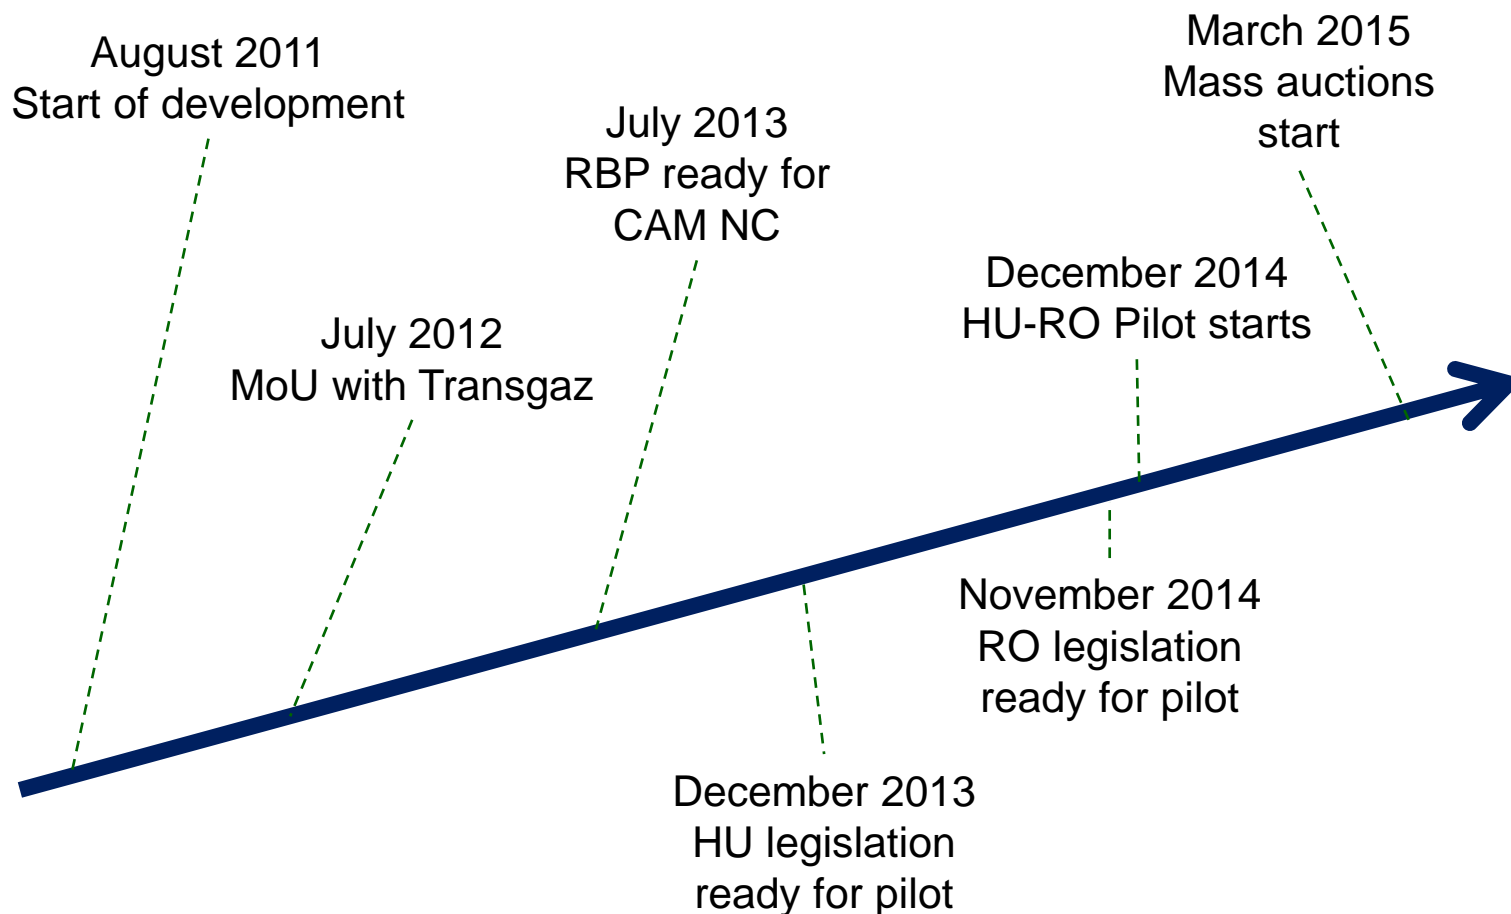 August 2011
Start of development
July 2012
MoU with Transgaz
July 2013
RBP ready for
CAM NC
December 2013
HU legislation
ready for pilot
November 2014
RO legislation
ready for pilot
December 2014
HU-RO Pilot starts
March 2015
Mass auctions
start